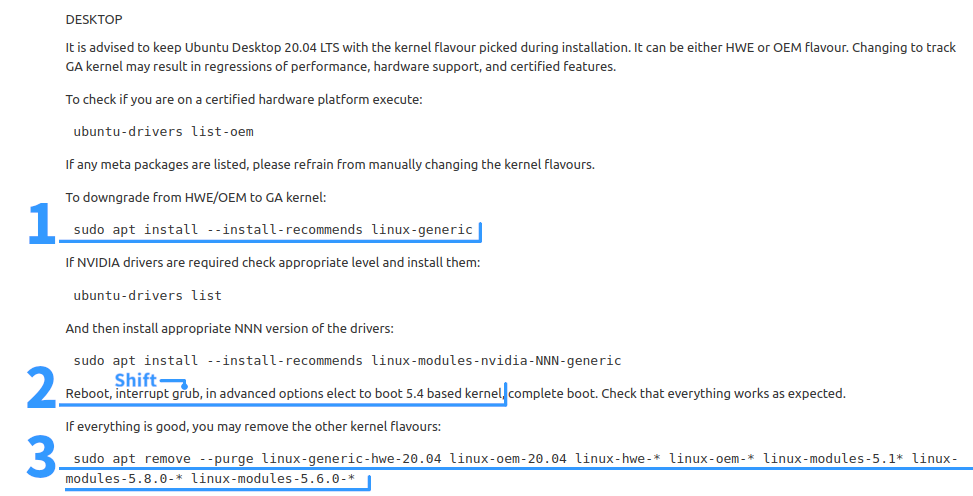 DESKTOP
It is advised to keep Ubuntu Desktop 20.04 LTS with the kernel flavour picked during installation. It can be either HWE or OEM flavour. Changing to track
GA kernel may result in regressions of performance, hardware support, and certified features.
To check if you are on a certified hardware platform execute:
ubuntu-drivers list-oem
If any meta packages are listed, please refrain from manually changing the kernel flavours.
To downgrade from HWE/OEM to GA kernel:
1 sudo apt install --install-recommends linux-generic
If NVIDIA drivers are required check appropriate level and install them:
ubuntu-drivers list
And then install appropriate NNN version of the drivers:
sudo apt install --install-recommends linux-modules-nvidia-NNN-generic
Shift
2 Reboot, interrupt grub, in advanced options elect to boot 5.4 based kernel, complete boot. Check that everything works as expected.
If everything is good, you may remove the other kernel flavours:
3 sudo apt remove --purge linux-generic-hwe-20.04 linux-oem-20.04 linux-hwe-* linux-oem-* linux-modules-5.1* linux-
modules-5.8.0-* linux-modules-5.6.0-*